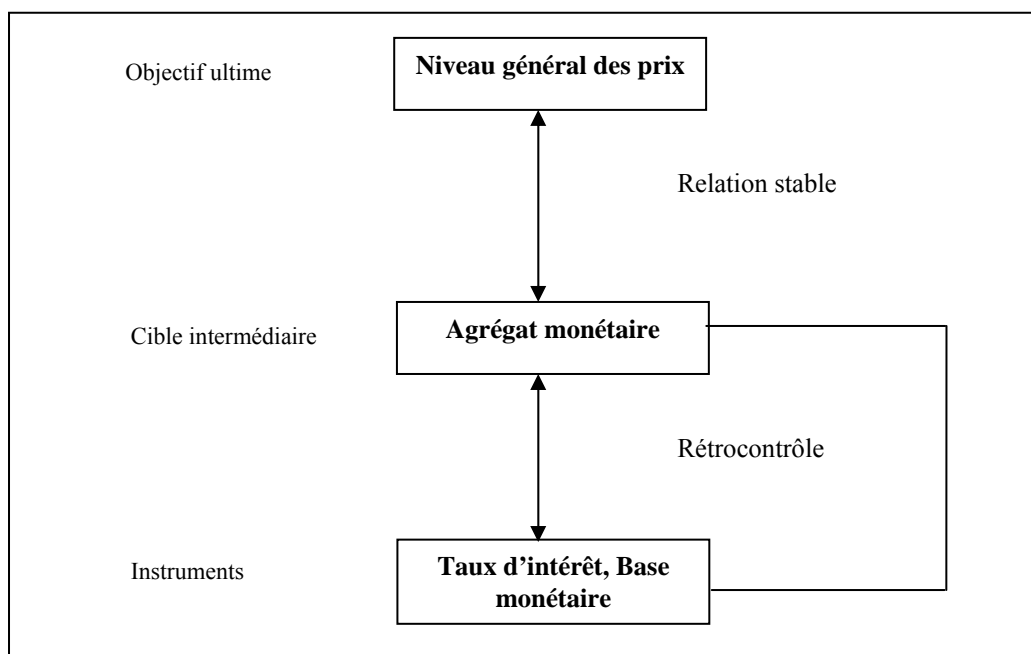 Objectif ultime
Niveau général des prix
Relation stable
Cible intermédiaire
Agrégat monétaire
Rétrocontrôle
Instruments
Taux d’intérêt, Base
monétaire